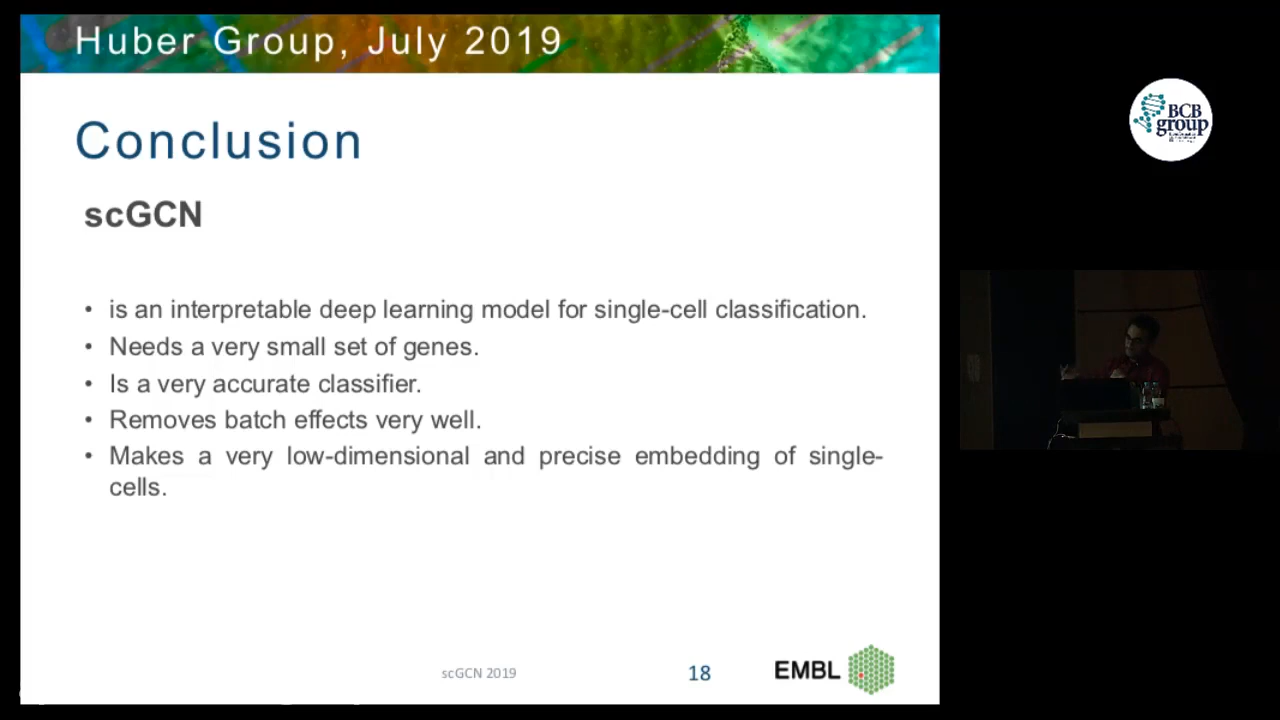 Huber Group, July 2019
Conclusion
scGCN
• is an interpretable deep learning model for single-cell classification.
• Needs a very small set of genes.
• Is a very accurate classifier.
• Removes batch effects very well.
• Makes a very low-dimensional and precise embedding of single-
cells.
scGCN 2019
18
EMBL
BCB
group